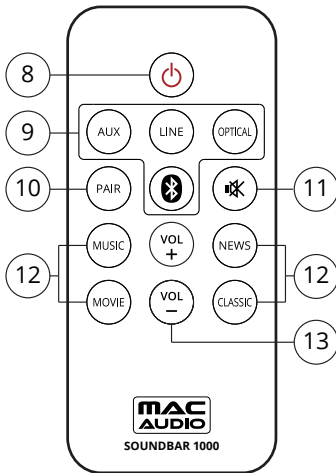 8
9
AUX LINE OPTICAL
10
PAIR
11
MUSIC VOL + NEWS
12
12
MOVIE VOL − CLASSIC
13
MAC
AUDIO
SOUNDBAR 1000